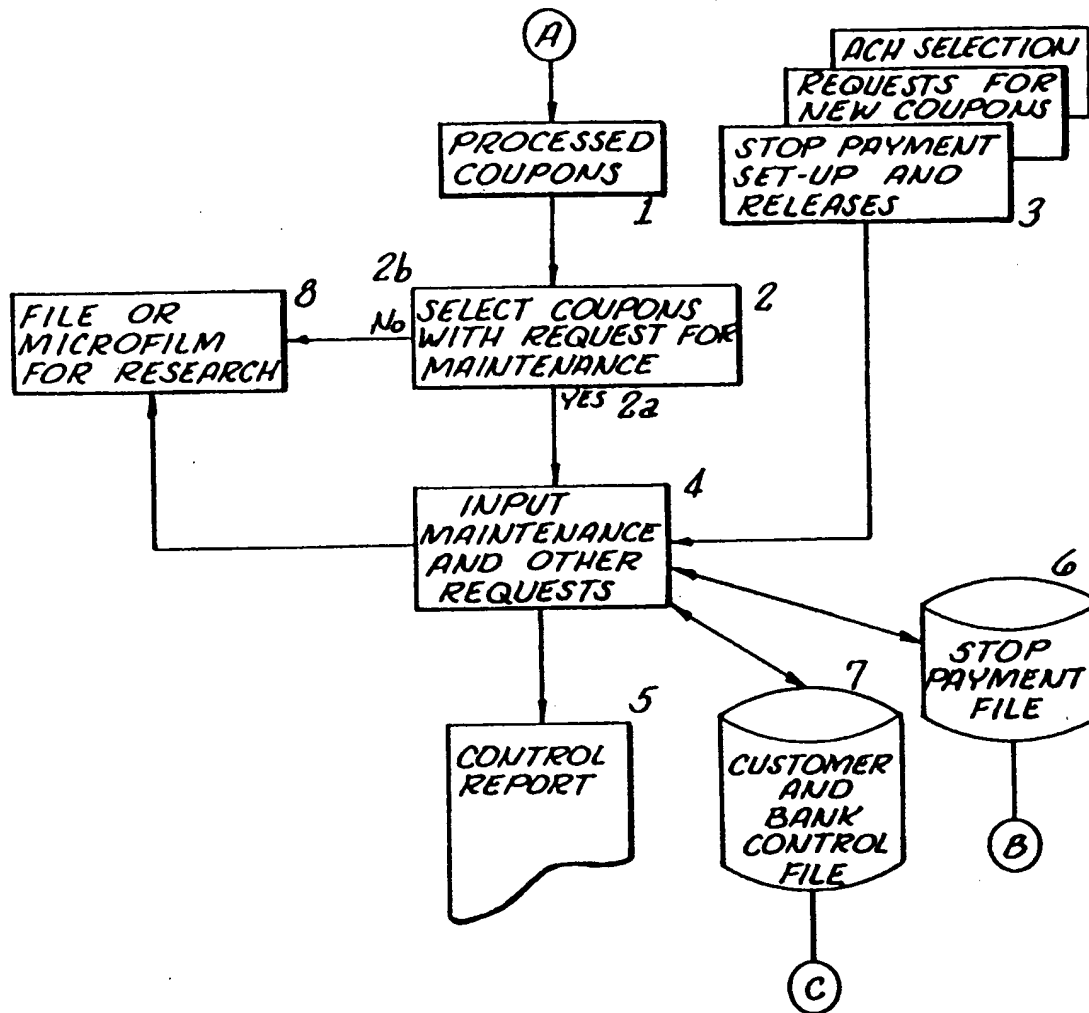 A
ACH SELECTION
REQUESTS FOR
NEW COUPONS
STOP PAYMENT
SET-UP AND
RELEASES
3
PROCESSED
COUPONS
1
2b
2
SELECT COUPONS
WITH REQUEST FOR
MAINTENANCE
No
YES 2a
8
FILE OR
MICROFILM
FOR RESEARCH
4
INPUT
MAINTENANCE
AND OTHER
REQUESTS
6
STOP
PAYMENT
FILE
B
5
CONTROL
REPORT
7
CUSTOMER
AND
BANK
CONTROL
FILE
C